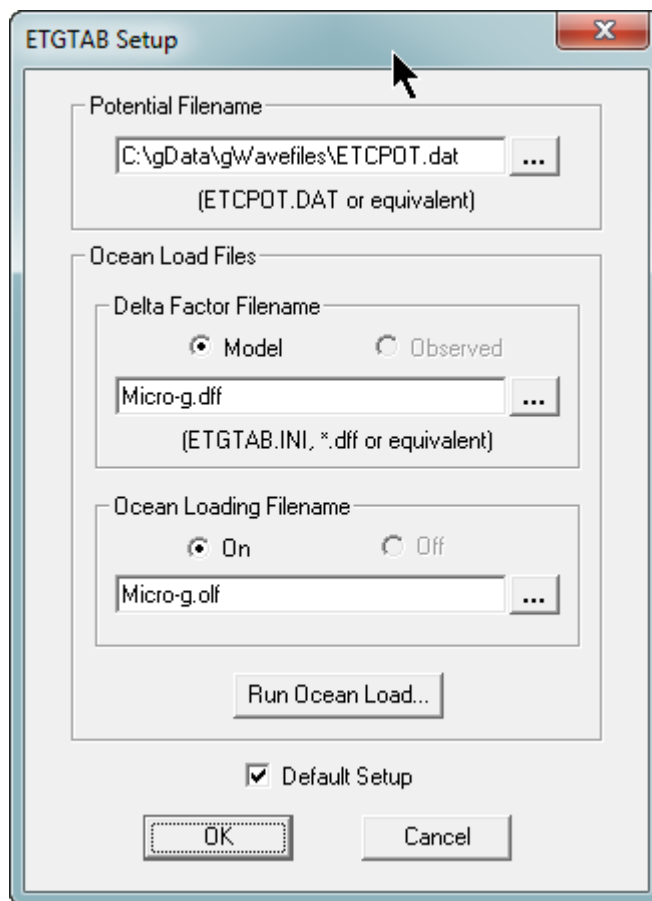 ETGTAB Setup
Potential Filename
C:\gData\gWavefiles\ETCPOT.dat ...
(ETCPOT.DAT or equivalent)
Ocean Load Files
Delta Factor Filename
Model Observed
Micro-g.dff ...
(ETGTAB.INI, *.dff or equivalent)
Ocean Loading Filename
On Off
Micro-g.olf ...
Run Ocean Load...
Default Setup
OK Cancel